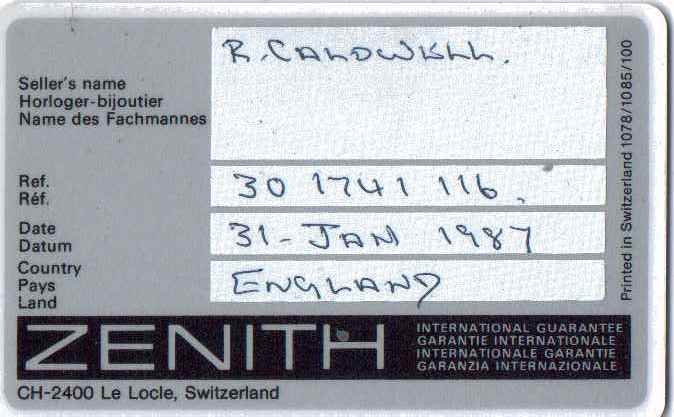 R. CALDWELL.
Seller's name
Horloger-bijoutier
Name des Fachmannes
Ref.
Réf.
30 1741 116.
Date
Datum
31 - JAN 1987
Country
Pays
Land
ENGLAND
ZENITH
INTERNATIONAL GUARANTEE
GARANTIE INTERNATIONALE
INTERNATIONALE GARANTIE
GARANZIA INTERNAZIONALE
CH-2400 Le Locle, Switzerland
Printed in Switzerland 1078/1085/100